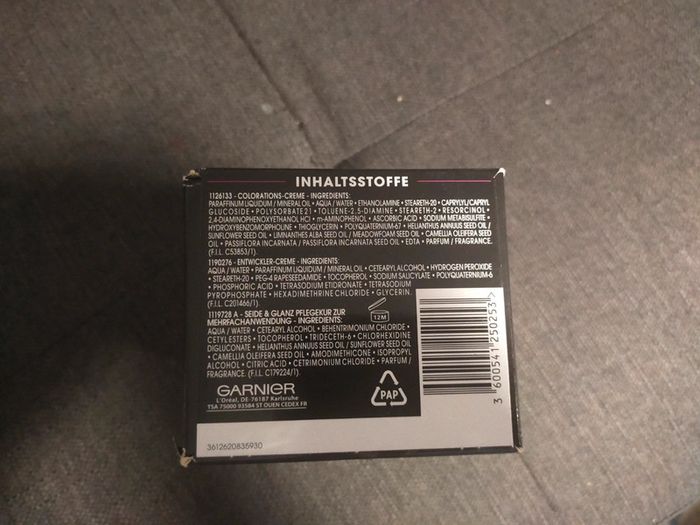 INHALTSSTOFFE
1126133 - COLORATIONS-CREME - INGREDIENTS:
PARAFFINUM LIQUIDUM / MINERAL OIL • AQUA / WATER • ETHANOLAMINE • STEARETH-20 • CAPRYLYL/CAPRYL
GLUCOSIDE • POLYSORBATE 21 • TOLUENE-2,5-DIAMINE • STEARETH-2 • RESORCINOL •
2,4-DIAMINOPHENOXYETHANOL HCl • m-AMINOPHENOL • ASCORBIC ACID • SODIUM METABISULFITE •
HYDROXYBENZOMORPHOLINE • THIOGLYCERIN • POLYQUATERNIUM-67 • HELIANTHUS ANNUUS SEED OIL /
SUNFLOWER SEED OIL • LIMNANTHES ALBA SEED OIL / MEADOWFOAM SEED OIL • CAMELLIA OLEIFERA SEED
OIL • PASSIFLORA INCARNATA / PASSIFLORA INCARNATA SEED OIL • EDTA • PARFUM / FRAGRANCE.
(F.I.L. C53853/1).
1190276 - ENTWICKLER-CREME - INGREDIENTS:
AQUA / WATER • PARAFFINUM LIQUIDUM / MINERAL OIL • CETEARYL ALCOHOL • HYDROGEN PEROXIDE
• STEARETH-20 • PEG-4 RAPESEEDAMIDE • TOCOPHEROL • SODIUM SALICYLATE • POLYQUATERNIUM-6
• PHOSPHORIC ACID • TETRASODIUM ETIDRONATE • TETRASODIUM
PYROPHOSPHATE • HEXADIMETHRINE CHLORIDE • GLYCERIN.
(F.I.L. C201466/1).
1119728 A - SEIDE & GLANZ PFLEGEKUR ZUR
MEHRFACHANWENDUNG - INGREDIENTS:
AQUA / WATER • CETEARYL ALCOHOL • BEHENTRIMONIUM CHLORIDE •
CETYL ESTERS • TOCOPHEROL • TRIDECETH-6 • CHLORHEXIDINE
DIGLUCONATE • HELIANTHUS ANNUUS SEED OIL / SUNFLOWER SEED OIL
• CAMELLIA OLEIFERA SEED OIL • AMODIMETHICONE • ISOPROPYL
ALCOHOL • CITRIC ACID • CETRIMONIUM CHLORIDE • PARFUM /
FRAGRANCE. (F.I.L. C179224/1).
12M
GARNIER
L'Oréal, DE-76187 Karlsruhe
TSA 75000 93584 ST OUEN CEDEX FR
PAP
3 600541 250253
3612620835930